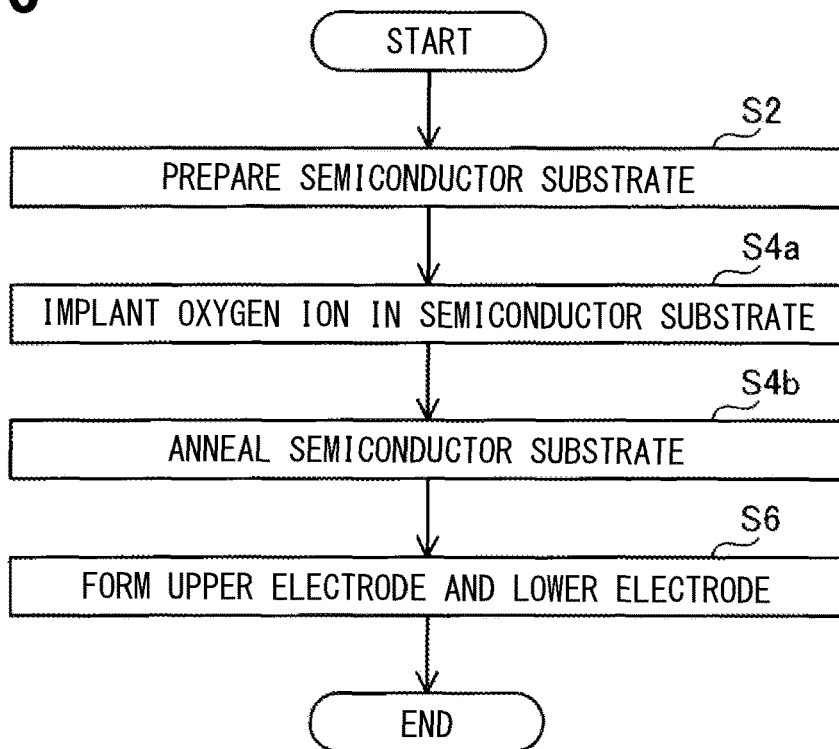 START
S2
PREPARE SEMICONDUCTOR SUBSTRATE
S4a
IMPLANT OXYGEN ION IN SEMICONDUCTOR SUBSTRATE
S4b
ANNEAL SEMICONDUCTOR SUBSTRATE
S6
FORM UPPER ELECTRODE AND LOWER ELECTRODE
END